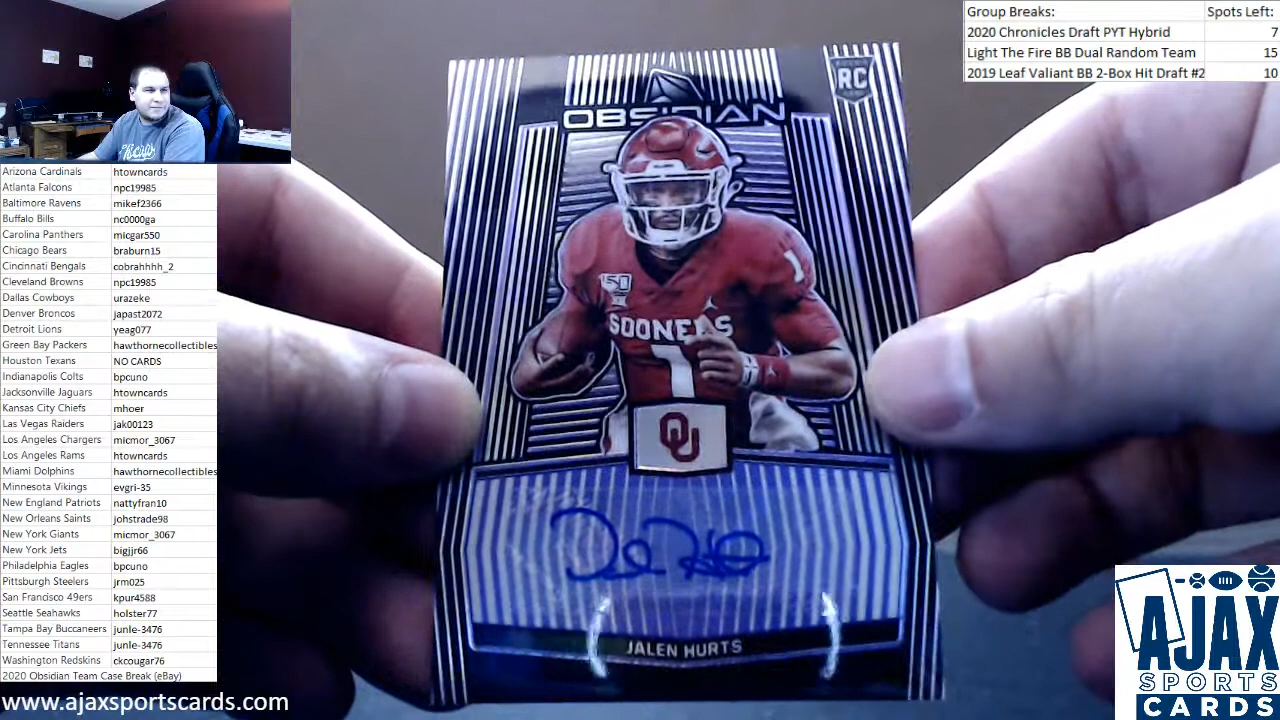 Group Breaks: Spots Left:
2020 Chronicles Draft PYT Hybrid 7
Light The Fire BB Dual Random Team 15
2019 Leaf Valiant BB 2-Box Hit Draft #2 10
Arizona Cardinals htowncards
Atlanta Falcons npc19985
Baltimore Ravens mikef2366
Buffalo Bills nc0000ga
Carolina Panthers micgar550
Chicago Bears braburn15
Cincinnati Bengals cobrahhhh_2
Cleveland Browns npc19985
Dallas Cowboys urazeke
Denver Broncos japast2072
Detroit Lions yeag077
Green Bay Packers hawthornecollectibles
Houston Texans NO CARDS
Indianapolis Colts bpcuno
Jacksonville Jaguars htowncards
Kansas City Chiefs mhoer
Las Vegas Raiders jak00123
Los Angeles Chargers micmor_3067
Los Angeles Rams htowncards
Miami Dolphins hawthornecollectibles
Minnesota Vikings evgri-35
New England Patriots nattyfran10
New Orleans Saints johstrade98
New York Giants micmor_3067
New York Jets bigjjr66
Philadelphia Eagles bpcuno
Pittsburgh Steelers jrm025
San Francisco 49ers kpur4588
Seattle Seahawks holster77
Tampa Bay Buccaneers junle-3476
Tennessee Titans junle-3476
Washington Redskins ckcougar76
2020 Obsidian Team Case Break (eBay)
www.ajaxsportscards.com
RC
OBSIDIAN
150
1
SOONERS
1
OU
JALEN HURTS
AJAX
SPORTS
CARDS